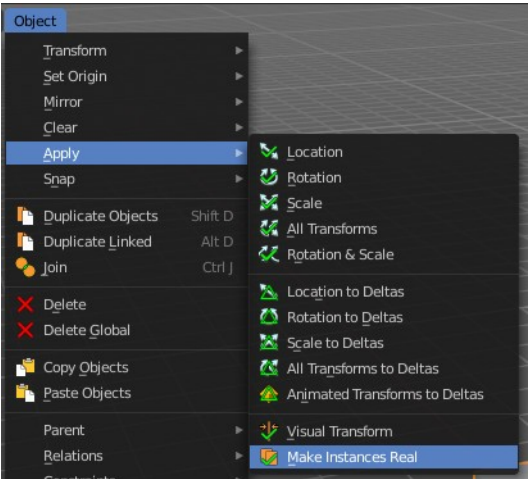 Object
Transform
Set Origin
Mirror
Clear
Apply
Snap
Duplicate Objects Shift D
Duplicate Linked Alt D
Join Ctrl J
Delete
Delete Global
Copy Objects
Paste Objects
Parent
Relations
Constraints
Location
Rotation
Scale
All Transforms
Rotation & Scale
Location to Deltas
Rotation to Deltas
Scale to Deltas
All Transforms to Deltas
Animated Transforms to Deltas
Visual Transform
Make Instances Real